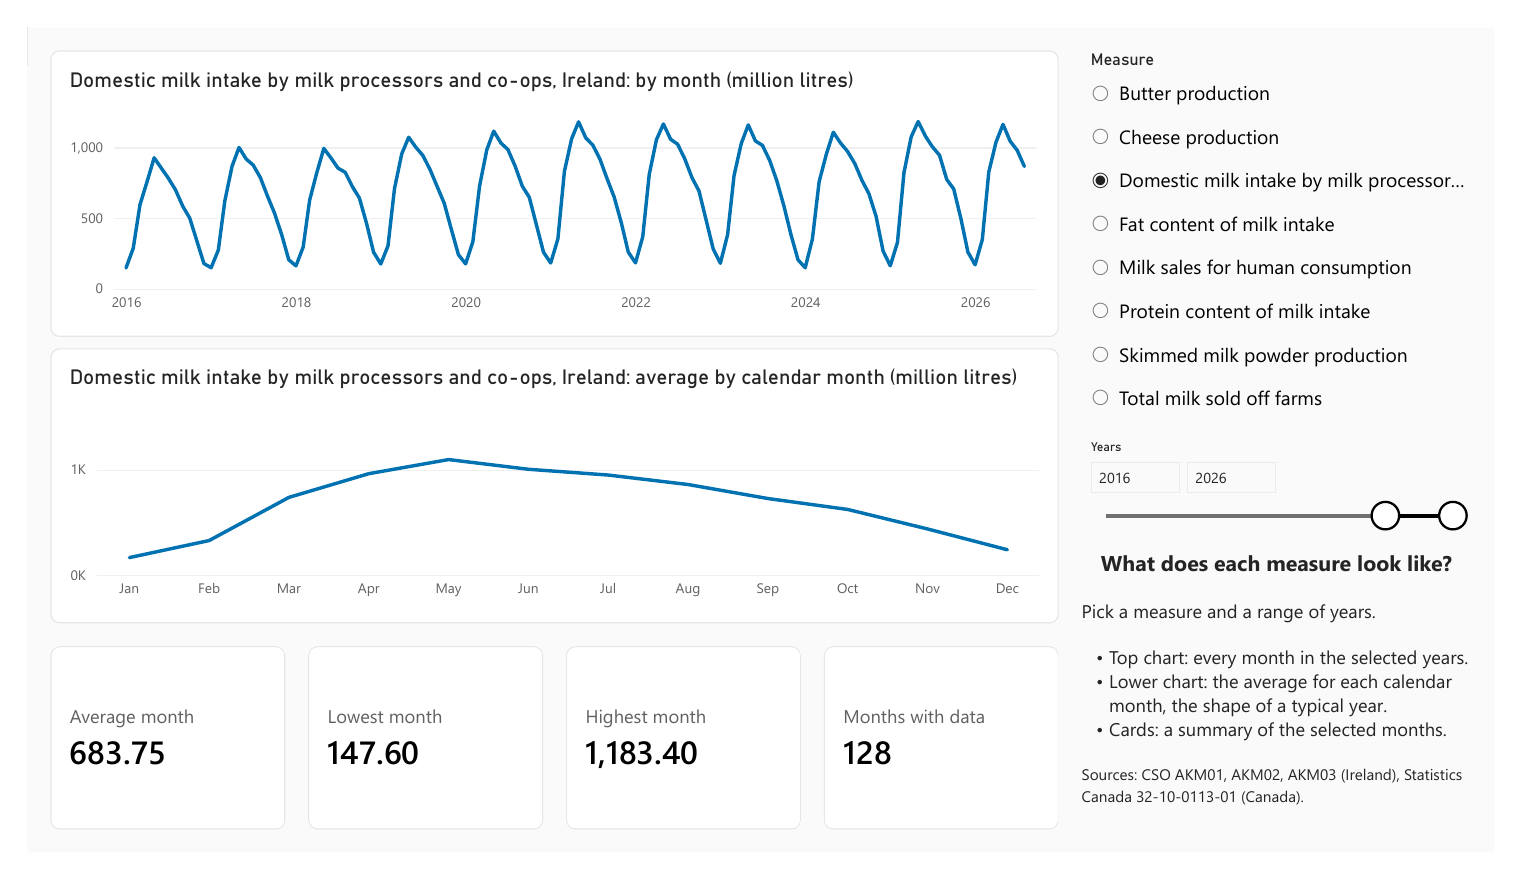 Domestic milk intake by milk processors and co-ops, Ireland: by month (million litres)
1,000
500
0
2016
2018
2020
2022
2024
2026
Domestic milk intake by milk processors and co-ops, Ireland: average by calendar month (million litres)
1K
0K
Jan
Feb
Mar
Apr
May
Jun
Jul
Aug
Sep
Oct
Nov
Dec
Average month
683.75
Lowest month
147.60
Highest month
1,183.40
Months with data
128
Measure
Butter production
Cheese production
Domestic milk intake by milk processor...
Fat content of milk intake
Milk sales for human consumption
Protein content of milk intake
Skimmed milk powder production
Total milk sold off farms
Years
2016
2026
What does each measure look like?
Pick a measure and a range of years.
• Top chart: every month in the selected years.
• Lower chart: the average for each calendar
month, the shape of a typical year.
• Cards: a summary of the selected months.
Sources: CSO AKM01, AKM02, AKM03 (Ireland), Statistics
Canada 32-10-0113-01 (Canada).